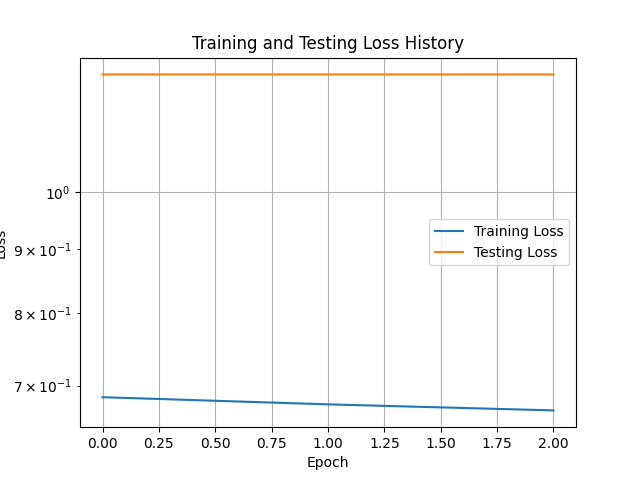 Training and Testing Loss History
10⁰
9 × 10⁻¹
8 × 10⁻¹
7 × 10⁻¹
Loss
Training Loss
Testing Loss
0.00 0.25 0.50 0.75 1.00 1.25 1.50 1.75 2.00
Epoch